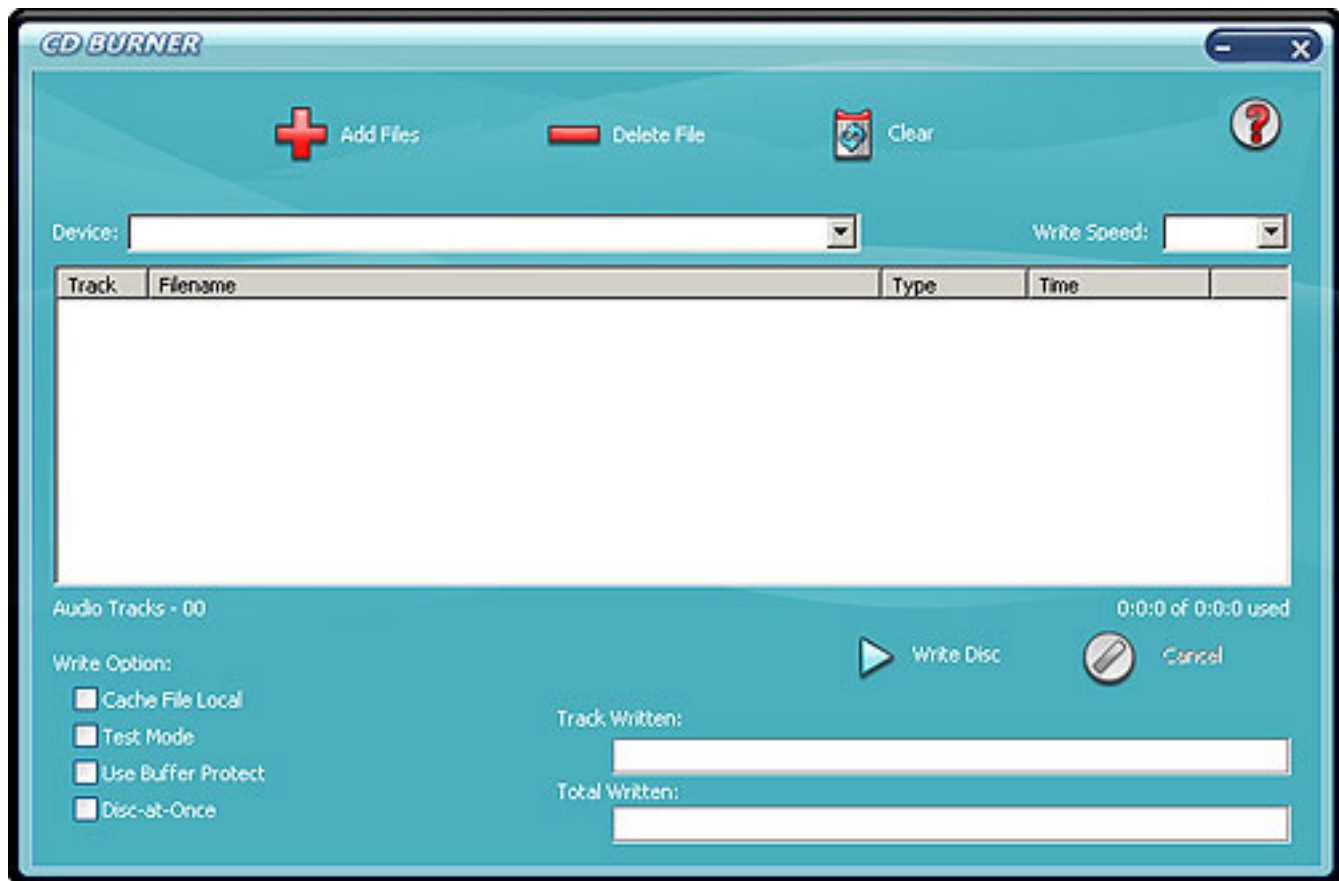 CD BURNER
Add Files Delete File Clear
Device: Write Speed:
Track Filename Type Time
Audio Tracks - 00 0:0:0 of 0:0:0 used
Write Disc Cancel
Write Option:
Cache File Local
Test Mode
Use Buffer Protect
Disc-at-Once
Track Written:
Total Written: